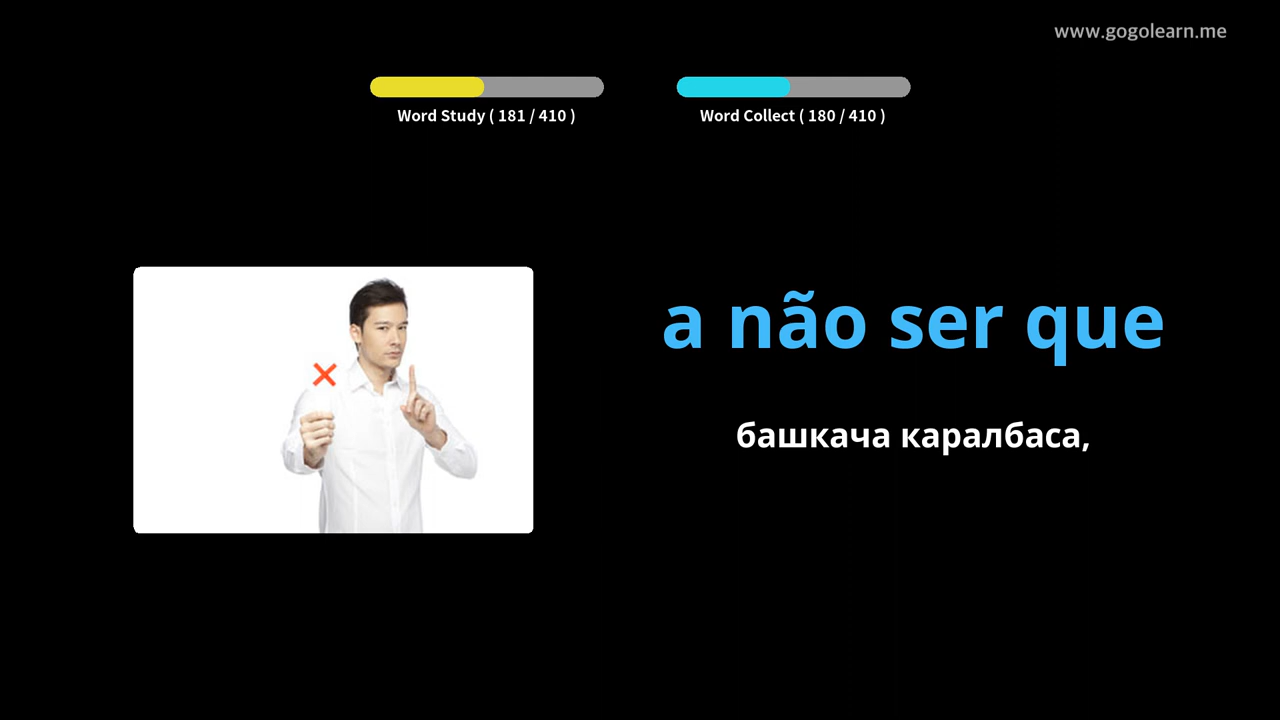 www.gogolearn.me
Word Study ( 181 / 410 )
Word Collect ( 180 / 410 )
a não ser que
башкача каралбаса,